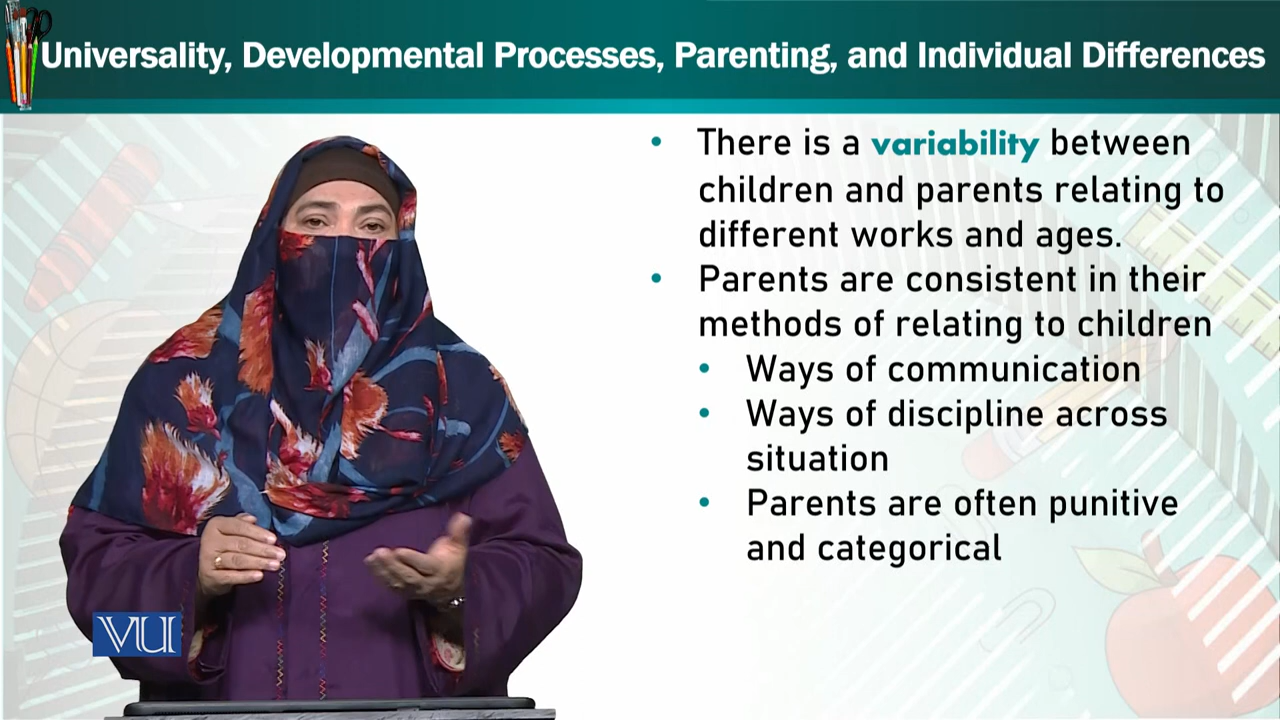 Universality, Developmental Processes, Parenting, and Individual Differences
• There is a variability between
children and parents relating to
different works and ages.
• Parents are consistent in their
methods of relating to children
• Ways of communication
• Ways of discipline across
situation
• Parents are often punitive
and categorical
VU